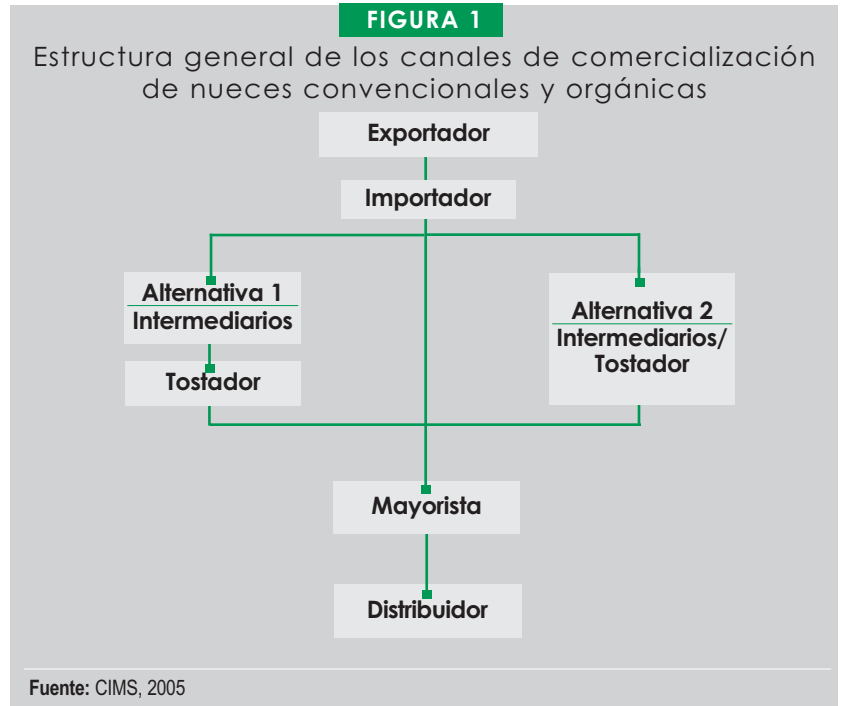 FIGURA 1
Estructura general de los canales de comercialización
de nueces convencionales y orgánicas
Exportador
Importador
Alternativa 1
Intermediarios
Tostador
Alternativa 2
Intermediarios/
Tostador
Mayorista
Distribuidor
Fuente: CIMS, 2005